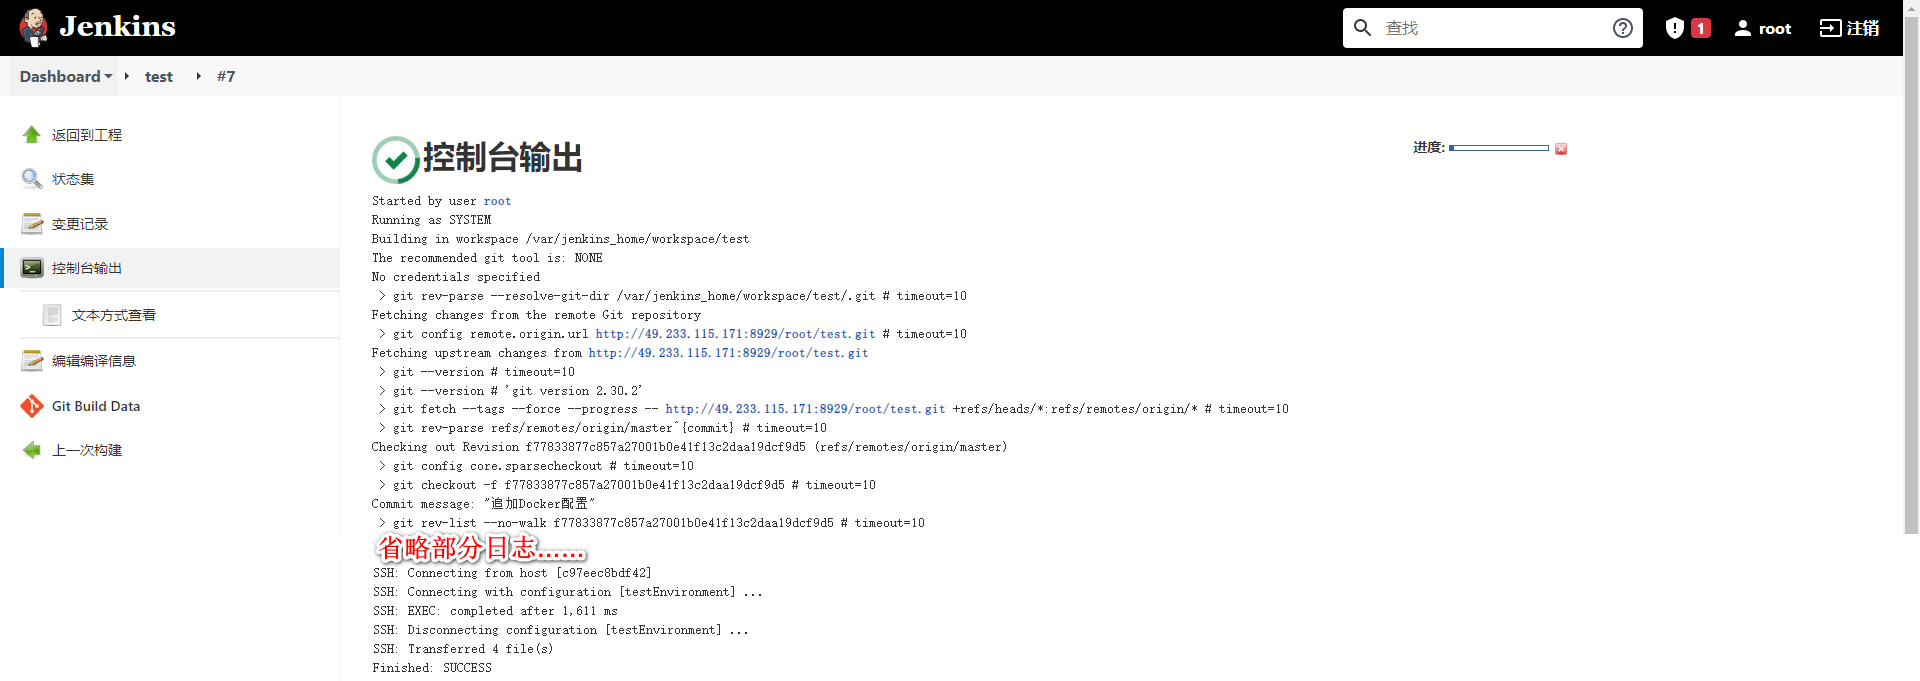 Jenkins
查找
1
root
注销
Dashboard
test
#7
返回到工程
状态集
变更记录
控制台输出
文本方式查看
编辑编译信息
Git Build Data
上一次构建
控制台输出
进度:
Started by user root
Running as SYSTEM
Building in workspace /var/jenkins_home/workspace/test
The recommended git tool is: NONE
No credentials specified
> git rev-parse --resolve-git-dir /var/jenkins_home/workspace/test/.git # timeout=10
Fetching changes from the remote Git repository
> git config remote.origin.url http://49.233.115.171:8929/root/test.git # timeout=10
Fetching upstream changes from http://49.233.115.171:8929/root/test.git
> git --version # timeout=10
> git --version # 'git version 2.30.2'
> git fetch --tags --force --progress -- http://49.233.115.171:8929/root/test.git +refs/heads/*:refs/remotes/origin/* # timeout=10
> git rev-parse refs/remotes/origin/master^{commit} # timeout=10
Checking out Revision f77833877c857a27001b0e41f13c2daa19dcf9d5 (refs/remotes/origin/master)
> git config core.sparsecheckout # timeout=10
> git checkout -f f77833877c857a27001b0e41f13c2daa19dcf9d5 # timeout=10
Commit message: "追加Docker配置"
> git rev-list --no-walk f77833877c857a27001b0e41f13c2daa19dcf9d5 # timeout=10
省略部分日志......
SSH: Connecting from host [c97eec8bdf42]
SSH: Connecting with configuration [testEnvironment] ...
SSH: EXEC: completed after 1,611 ms
SSH: Disconnecting configuration [testEnvironment] ...
SSH: Transferred 4 file(s)
Finished: SUCCESS